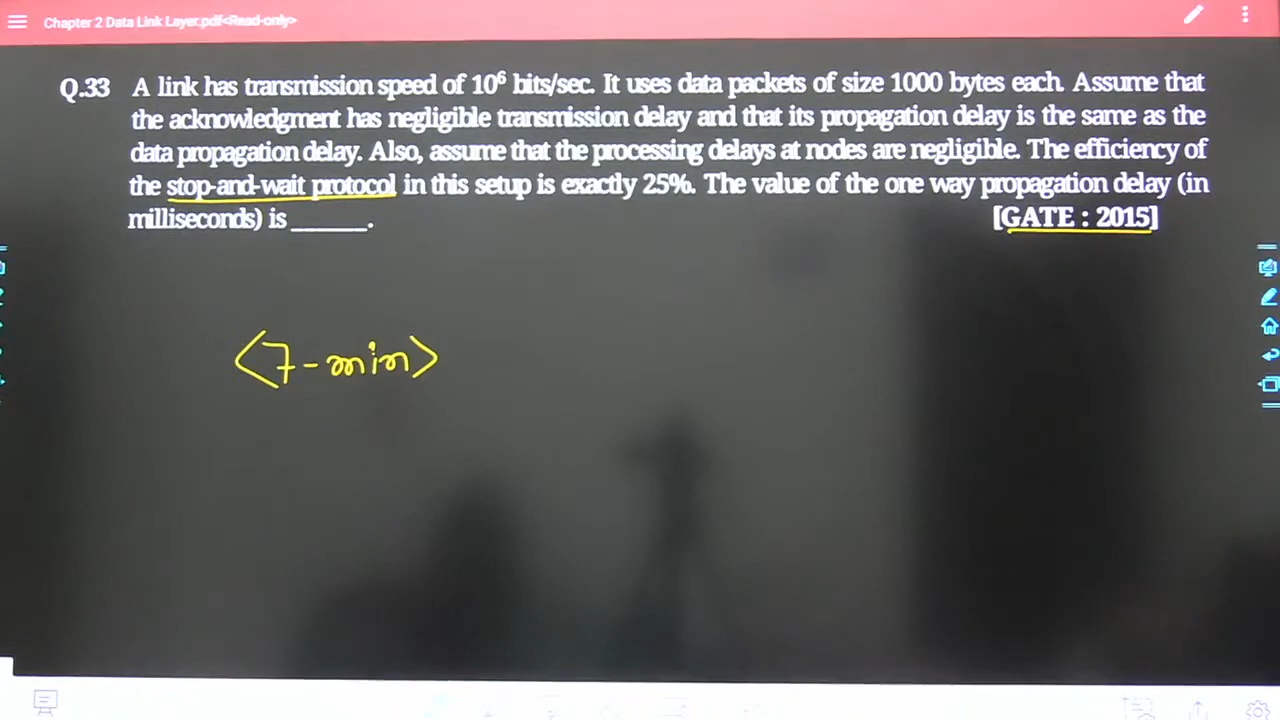 Chapter 2 Data Link Layer.pdf<Read-only>
Q.33 A link has transmission speed of 10⁶ bits/sec. It uses data packets of size 1000 bytes each. Assume that
the acknowledgment has negligible transmission delay and that its propagation delay is the same as the
data propagation delay. Also, assume that the processing delays at nodes are negligible. The efficiency of
the stop-and-wait protocol in this setup is exactly 25%. The value of the one way propagation delay (in
milliseconds) is ______. [GATE : 2015]
<7-min>